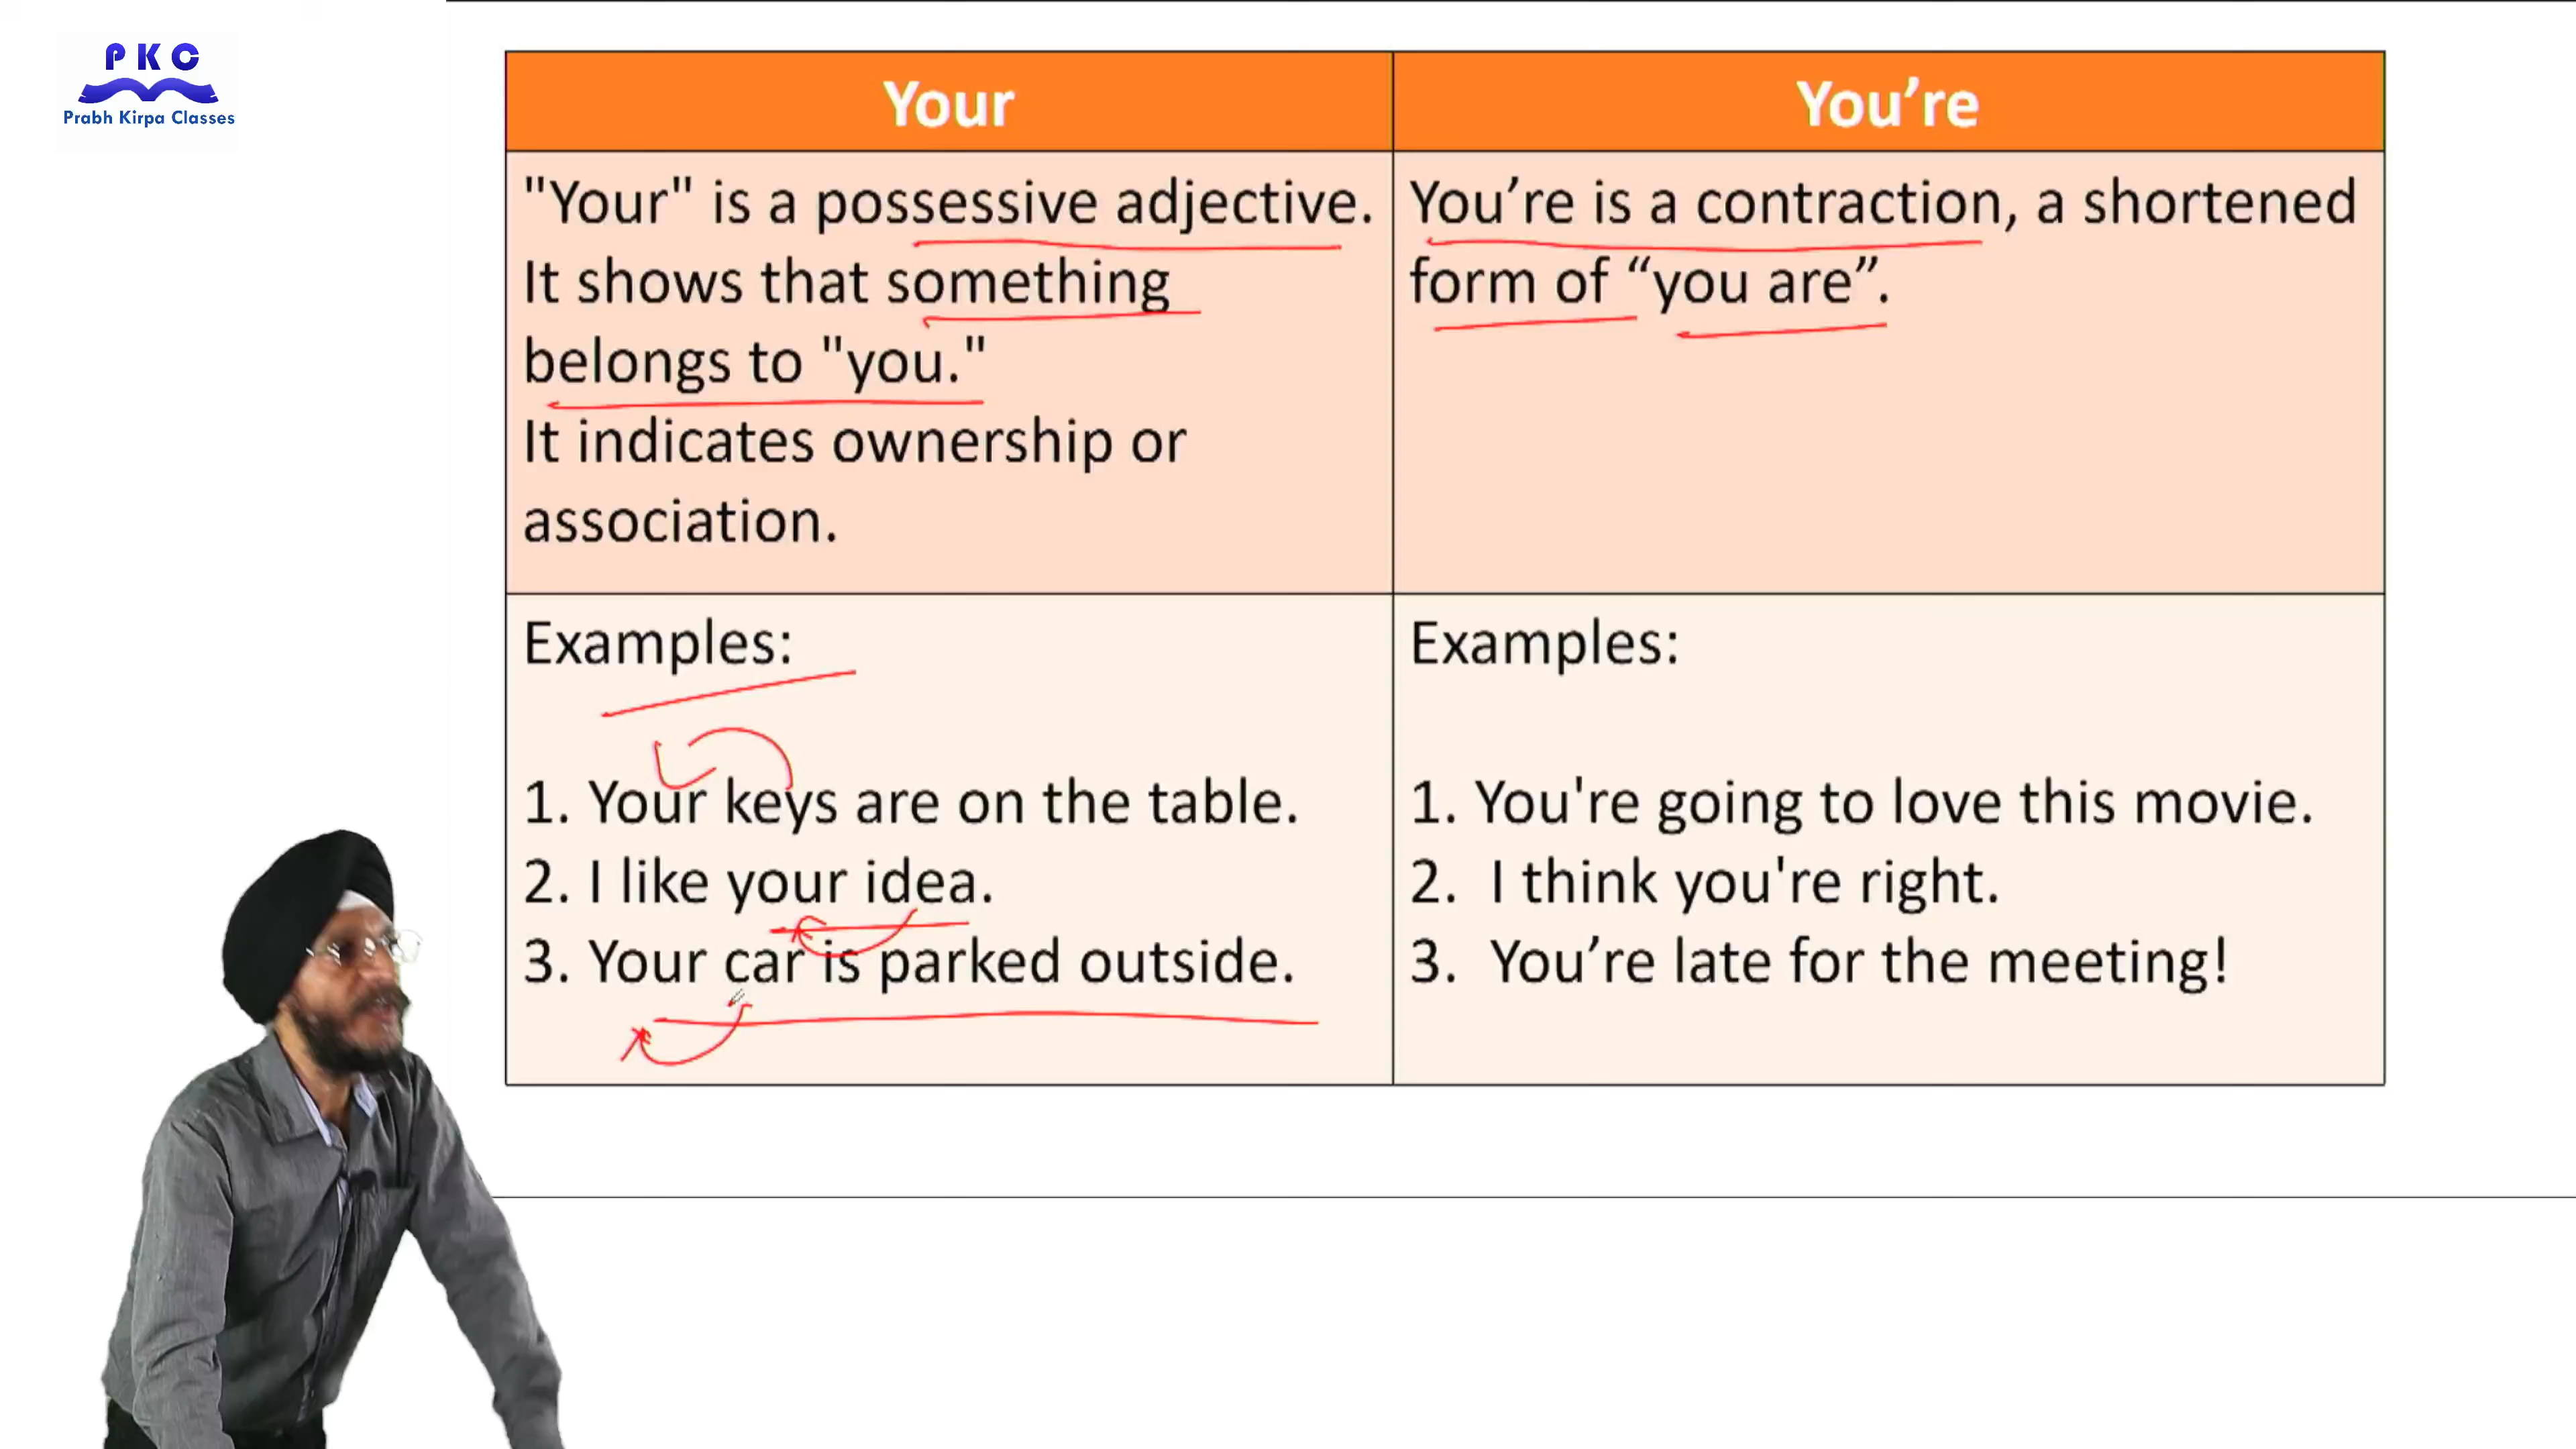 PKC
Prabh Kirpa Classes
Your
You’re
"Your" is a possessive adjective.
It shows that something
belongs to "you."
It indicates ownership or
association.
You’re is a contraction, a shortened
form of “you are”.
Examples:
1. Your keys are on the table.
2. I like your idea.
3. Your car is parked outside.
Examples:
1. You're going to love this movie.
2. I think you're right.
3. You’re late for the meeting!